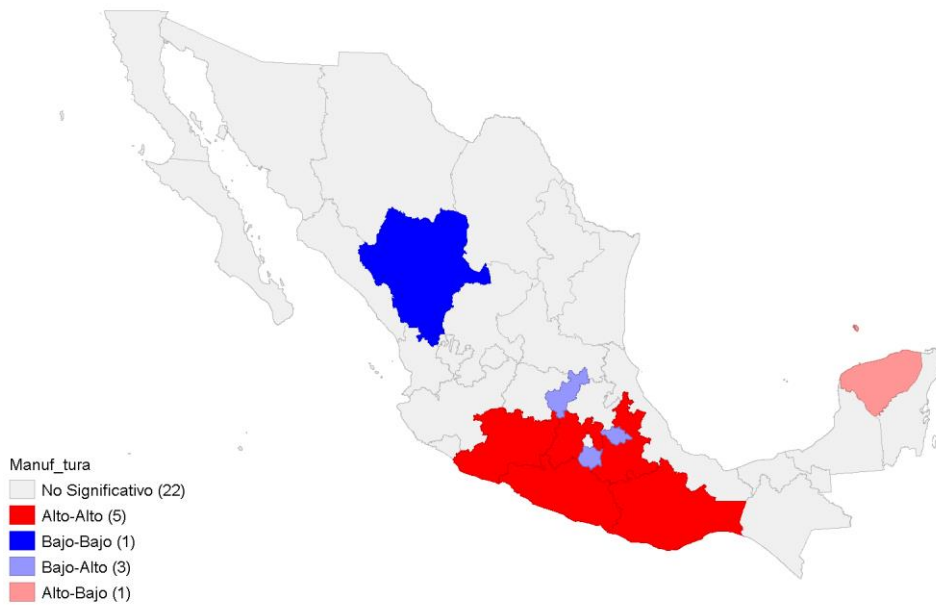 Manuf_tura
No Significativo (22)
Alto-Alto (5)
Bajo-Bajo (1)
Bajo-Alto (3)
Alto-Bajo (1)